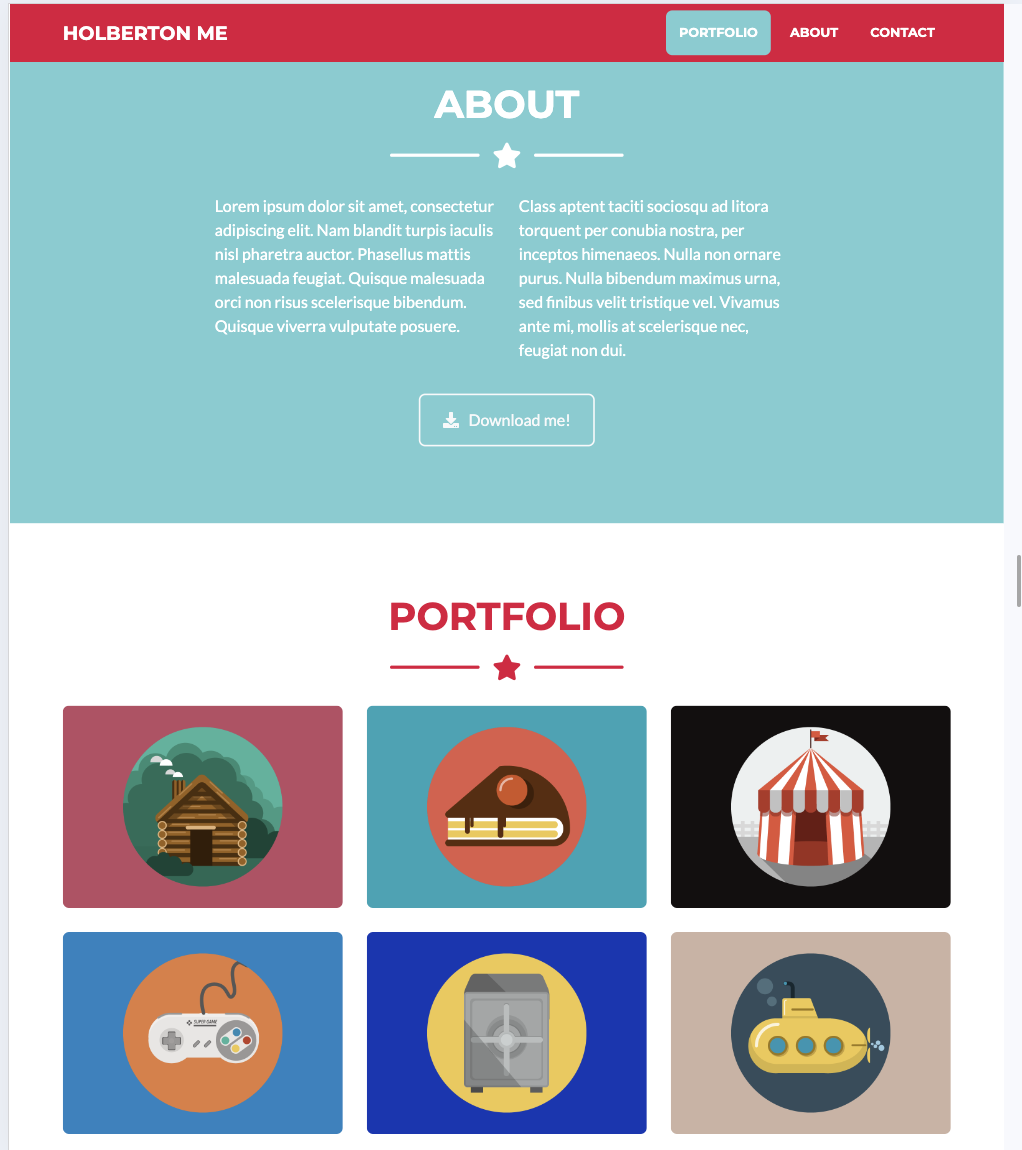 HOLBERTON ME
PORTFOLIO ABOUT CONTACT
ABOUT
Lorem ipsum dolor sit amet, consectetur
adipiscing elit. Nam blandit turpis iaculis
nisl pharetra auctor. Phasellus mattis
malesuada feugiat. Quisque malesuada
orci non risus scelerisque bibendum.
Quisque viverra vulputate posuere.
Class aptent taciti sociosqu ad litora
torquent per conubia nostra, per
inceptos himenaeos. Nulla non ornare
purus. Nulla bibendum maximus urna,
sed finibus velit tristique vel. Vivamus
ante mi, mollis at scelerisque nec,
feugiat non dui.
Download me!
PORTFOLIO
SUPER GAME